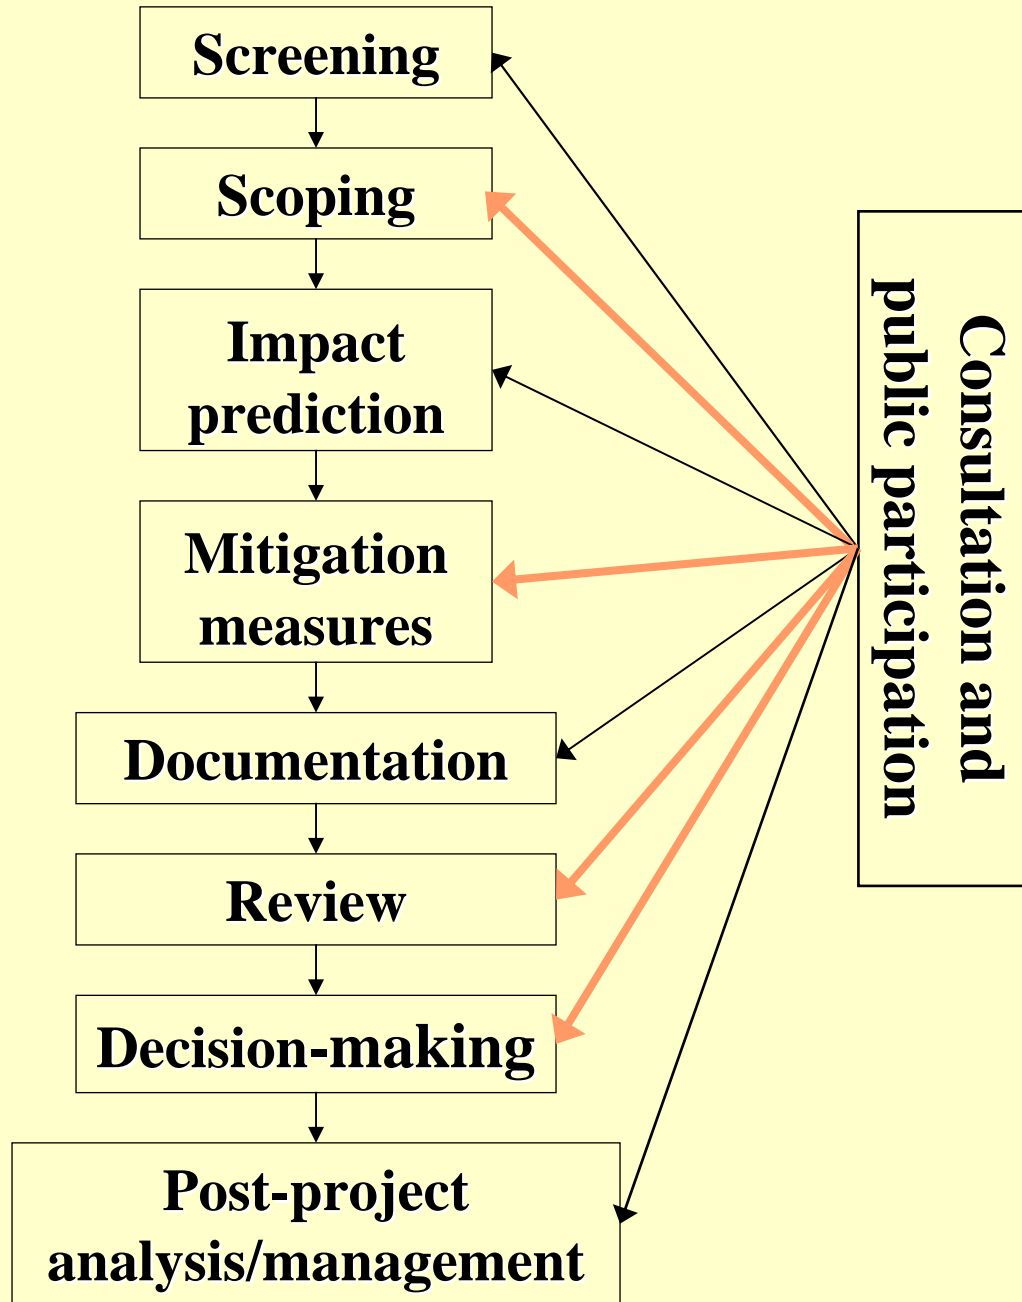 Screening
Scoping
Impact
prediction
Mitigation
measures
Documentation
Review
Decision-making
Post-project
analysis/management
Consultation and
public participation